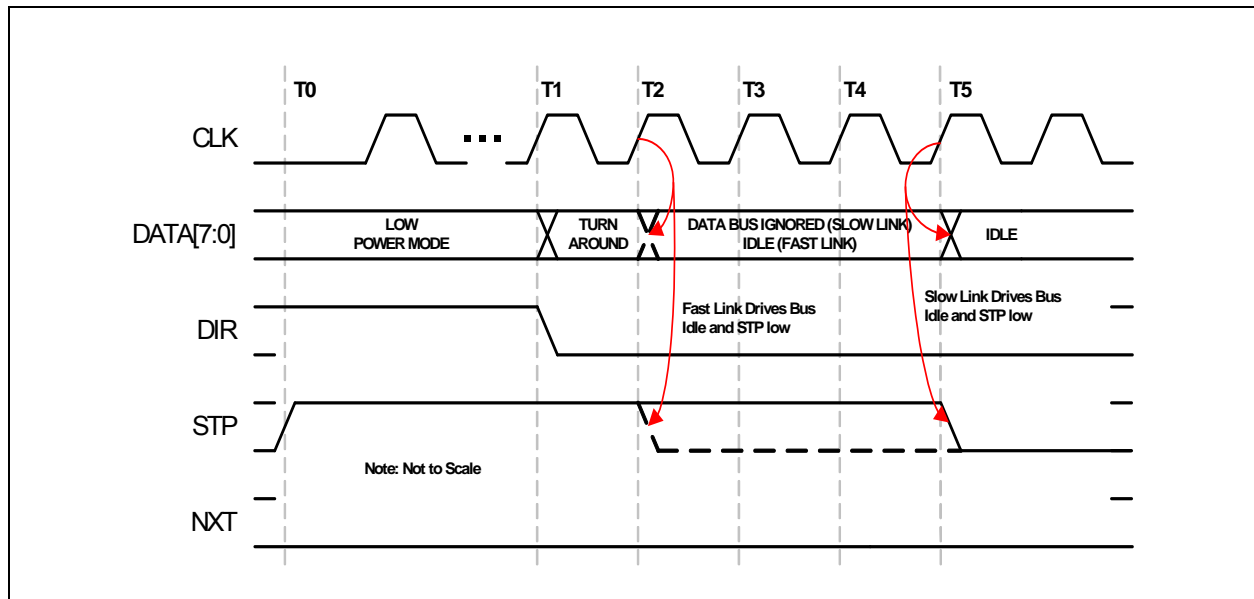 T0
T1
T2
T3
T4
T5
CLK
DATA[7:0]
LOW
POWER MODE
TURN
AROUND
DATA BUS IGNORED (SLOW LINK)
IDLE (FAST LINK)
IDLE
DIR
Fast Link Drives Bus
Idle and STP low
Slow Link Drives Bus
Idle and STP low
STP
Note: Not to Scale
NXT